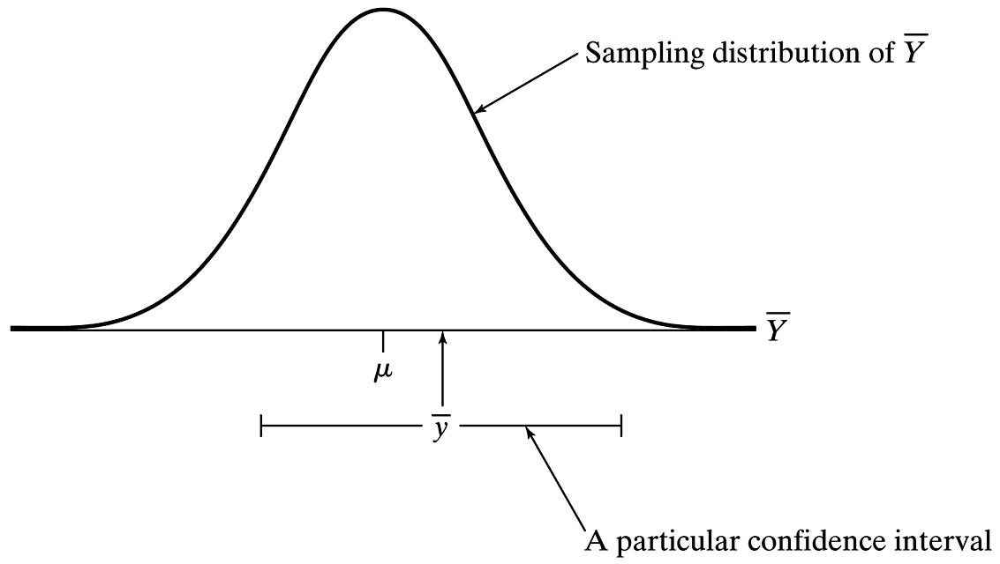 Sampling distribution of Y̅
Y̅
μ
y̅
A particular confidence interval